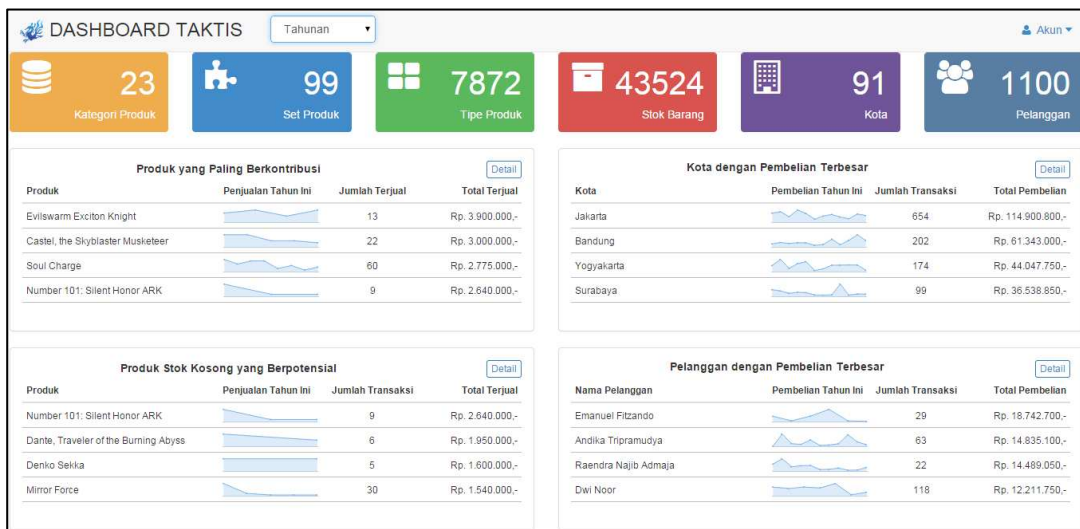 DASHBOARD TAKTIS Tahunan Akun
23 99 7872 43524 91 1100
Kategori Produk Set Produk Tipe Produk Stok Barang Kota Pelanggan
Produk yang Paling Berkontribusi Detail
Produk Penjualan Tahun Ini Jumlah Terjual Total Terjual
Evilswarm Exciton Knight 13 Rp. 3.900.000,-
Castel, the Skyblaster Musketeer 22 Rp. 3.000.000,-
Soul Charge 60 Rp. 2.775.000,-
Number 101: Silent Honor ARK 9 Rp. 2.640.000,-
Kota dengan Pembelian Terbesar Detail
Kota Pembelian Tahun Ini Jumlah Transaksi Total Pembelian
Jakarta 654 Rp. 114.900.800,-
Bandung 202 Rp. 61.343.000,-
Yogyakarta 174 Rp. 44.047.750,-
Surabaya 99 Rp. 36.538.850,-
Produk Stok Kosong yang Berpotensial Detail
Produk Penjualan Tahun Ini Jumlah Transaksi Total Terjual
Number 101: Silent Honor ARK 9 Rp. 2.640.000,-
Dante, Traveler of the Burning Abyss 6 Rp. 1.950.000,-
Denko Sekka 5 Rp. 1.600.000,-
Mirror Force 30 Rp. 1.540.000,-
Pelanggan dengan Pembelian Terbesar Detail
Nama Pelanggan Pembelian Tahun Ini Jumlah Transaksi Total Pembelian
Emanuel Fitzando 29 Rp. 18.742.700,-
Andika Tripramudya 63 Rp. 14.835.100,-
Raendra Najib Admaja 22 Rp. 14.489.050,-
Dwi Noor 118 Rp. 12.211.750,-